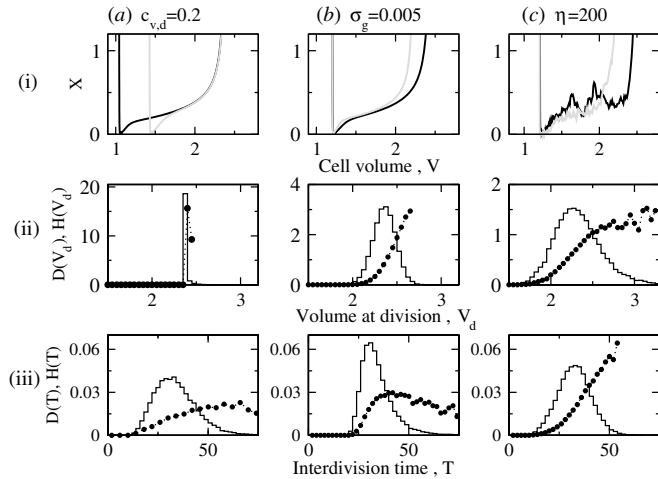 (a) c_{v,d}=0.2
(b) σ_g=0.005
(c) η=200
(i)
X
1
0
1 2
1 2
1 2
Cell volume , V
(ii)
D(V_d), H(V_d)
20
15
10
5
0
2 3
4
2
0
2 3
2
1
0
2 3
Volume at division , V_d
(iii)
D(T), H(T)
0.06
0.03
0
0 50
0.06
0.03
0
0 50
0.06
0.03
0
0 50
Interdivision time , T